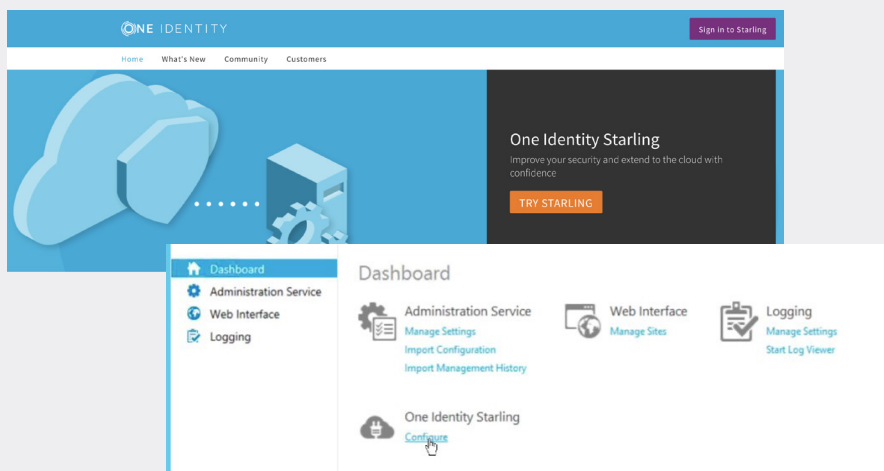 ONE IDENTITY
Sign in to Starling
Home What's New Community Customers
One Identity Starling
Improve your security and extend to the cloud with
confidence
TRY STARLING
Dashboard
Administration Service
Web Interface
Logging
Dashboard
Administration Service
Manage Settings
Import Configuration
Import Management History
Web Interface
Manage Sites
Logging
Manage Settings
Start Log Viewer
One Identity Starling
Configure